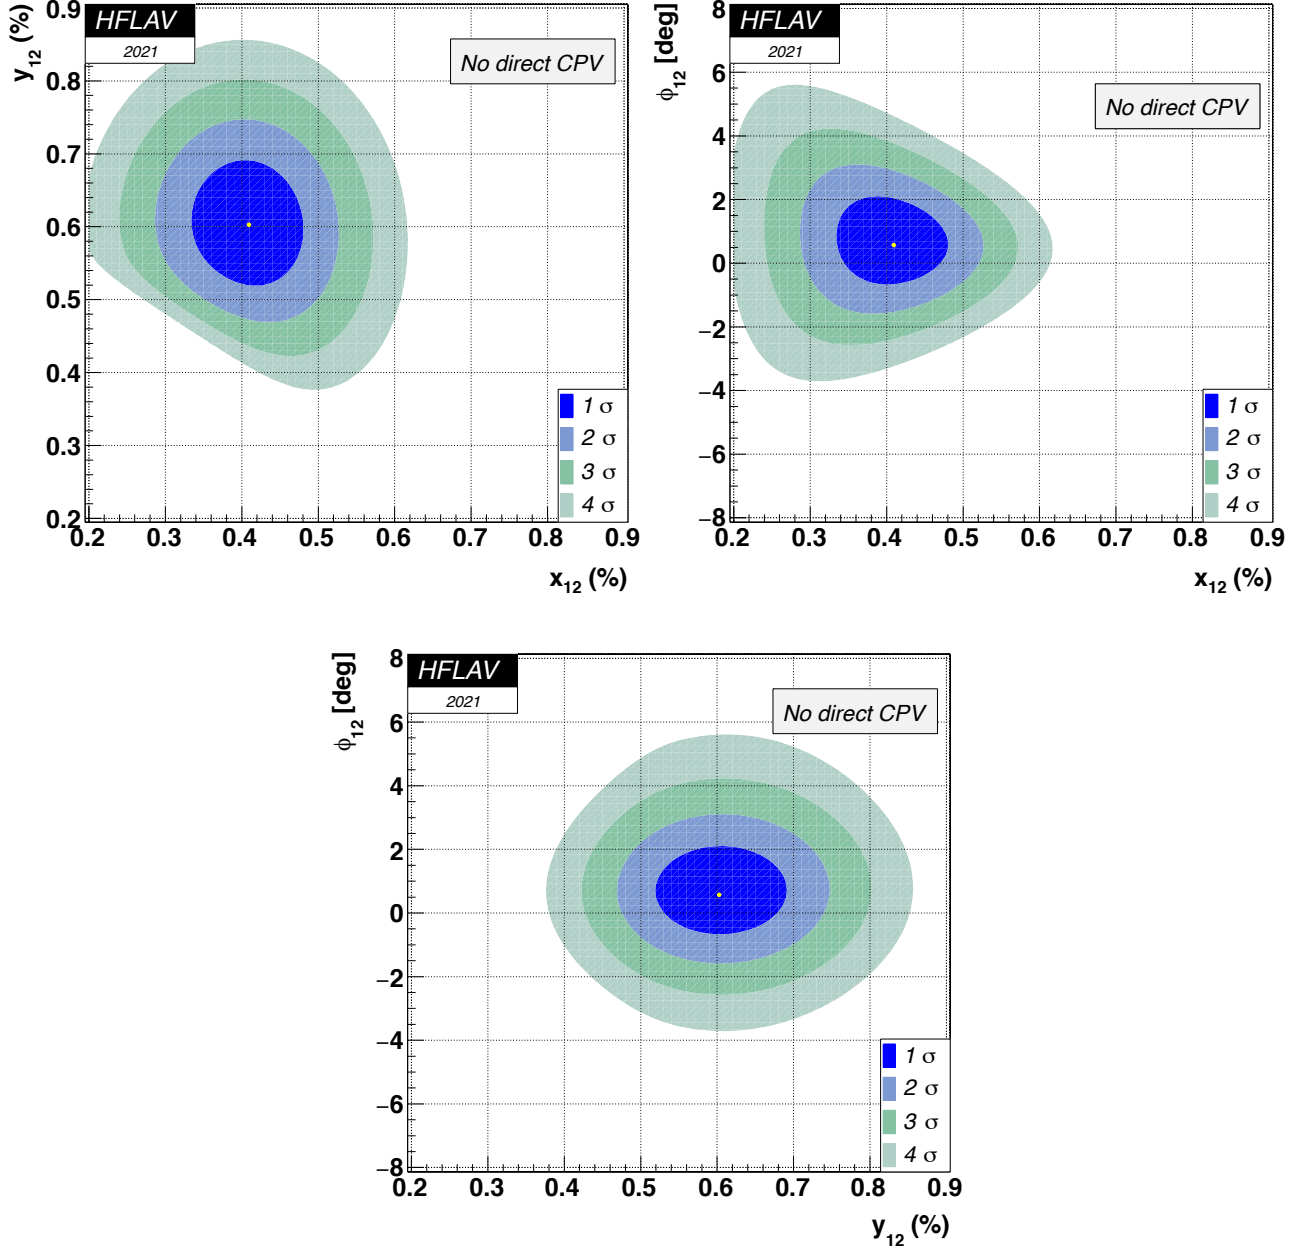 HFLAV
2021
No direct CPV
y12 (%)
0.9
0.8
0.7
0.6
0.5
0.4
0.3
0.2
0.2 0.3 0.4 0.5 0.6 0.7 0.8 0.9
x12 (%)
1 σ
2 σ
3 σ
4 σ
HFLAV
2021
No direct CPV
ϕ12 [deg]
8
6
4
2
0
−2
−4
−6
−8
0.2 0.3 0.4 0.5 0.6 0.7 0.8 0.9
x12 (%)
1 σ
2 σ
3 σ
4 σ
HFLAV
2021
No direct CPV
ϕ12 [deg]
8
6
4
2
0
−2
−4
−6
−8
0.2 0.3 0.4 0.5 0.6 0.7 0.8 0.9
y12 (%)
1 σ
2 σ
3 σ
4 σ